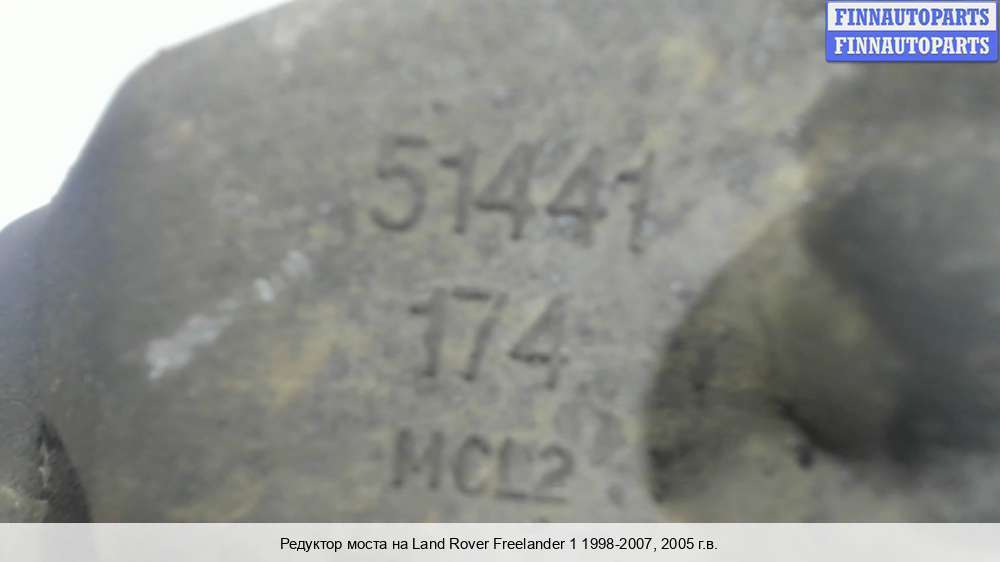 FINNAUTOPARTS
FINNAUTOPARTS
51441
174
MCL2
Редуктор моста на Land Rover Freelander 1 1998-2007, 2005 г.в.